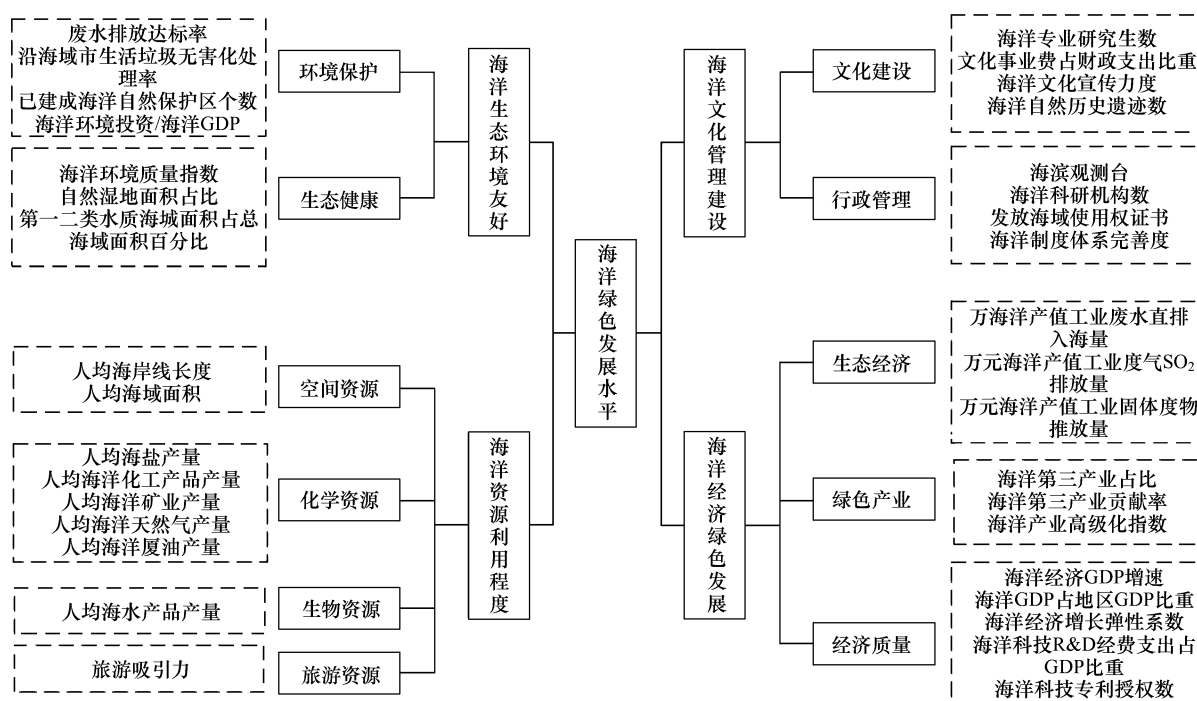 废水排放达标率
沿海域市生活垃圾无害化处
理率
已建成海洋自然保护区个数
海洋环境投资/海洋GDP
环境保护
海洋环境质量指数
自然湿地面积占比
第一二类水质海城面积占总
海域面积百分比
生态健康
海洋生态环境友好
人均海岸线长度
人均海域面积
空间资源
人均海盐产量
人均海洋化工产品产量
人均海洋矿业产量
人均海洋天然气产量
人均海洋厦油产量
化学资源
人均海水产品产量
生物资源
旅游吸引力
旅游资源
海洋资源利用程度
海洋绿色发展水平
海洋文化管理建设
文化建设
海洋专业研究生数
文化事业费占财政支出比重
海洋文化宣传力度
海洋自然历史遗迹数
行政管理
海滨观测台
海洋科研机构数
发放海域使用权证书
海洋制度体系完善度
海洋经济绿色发展
生态经济
万海洋产值工业废水直排
入海量
万元海洋产值工业度气SO₂
排放量
万元海洋产值工业固体度物
推放量
绿色产业
海洋第三产业占比
海洋第三产业贡献率
海洋产业高级化指数
经济质量
海洋经济GDP增速
海洋GDP占地区GDP比重
海洋经济增长弹性系数
海洋科技R&D经费支出占
GDP比重
海洋科技专利授权数